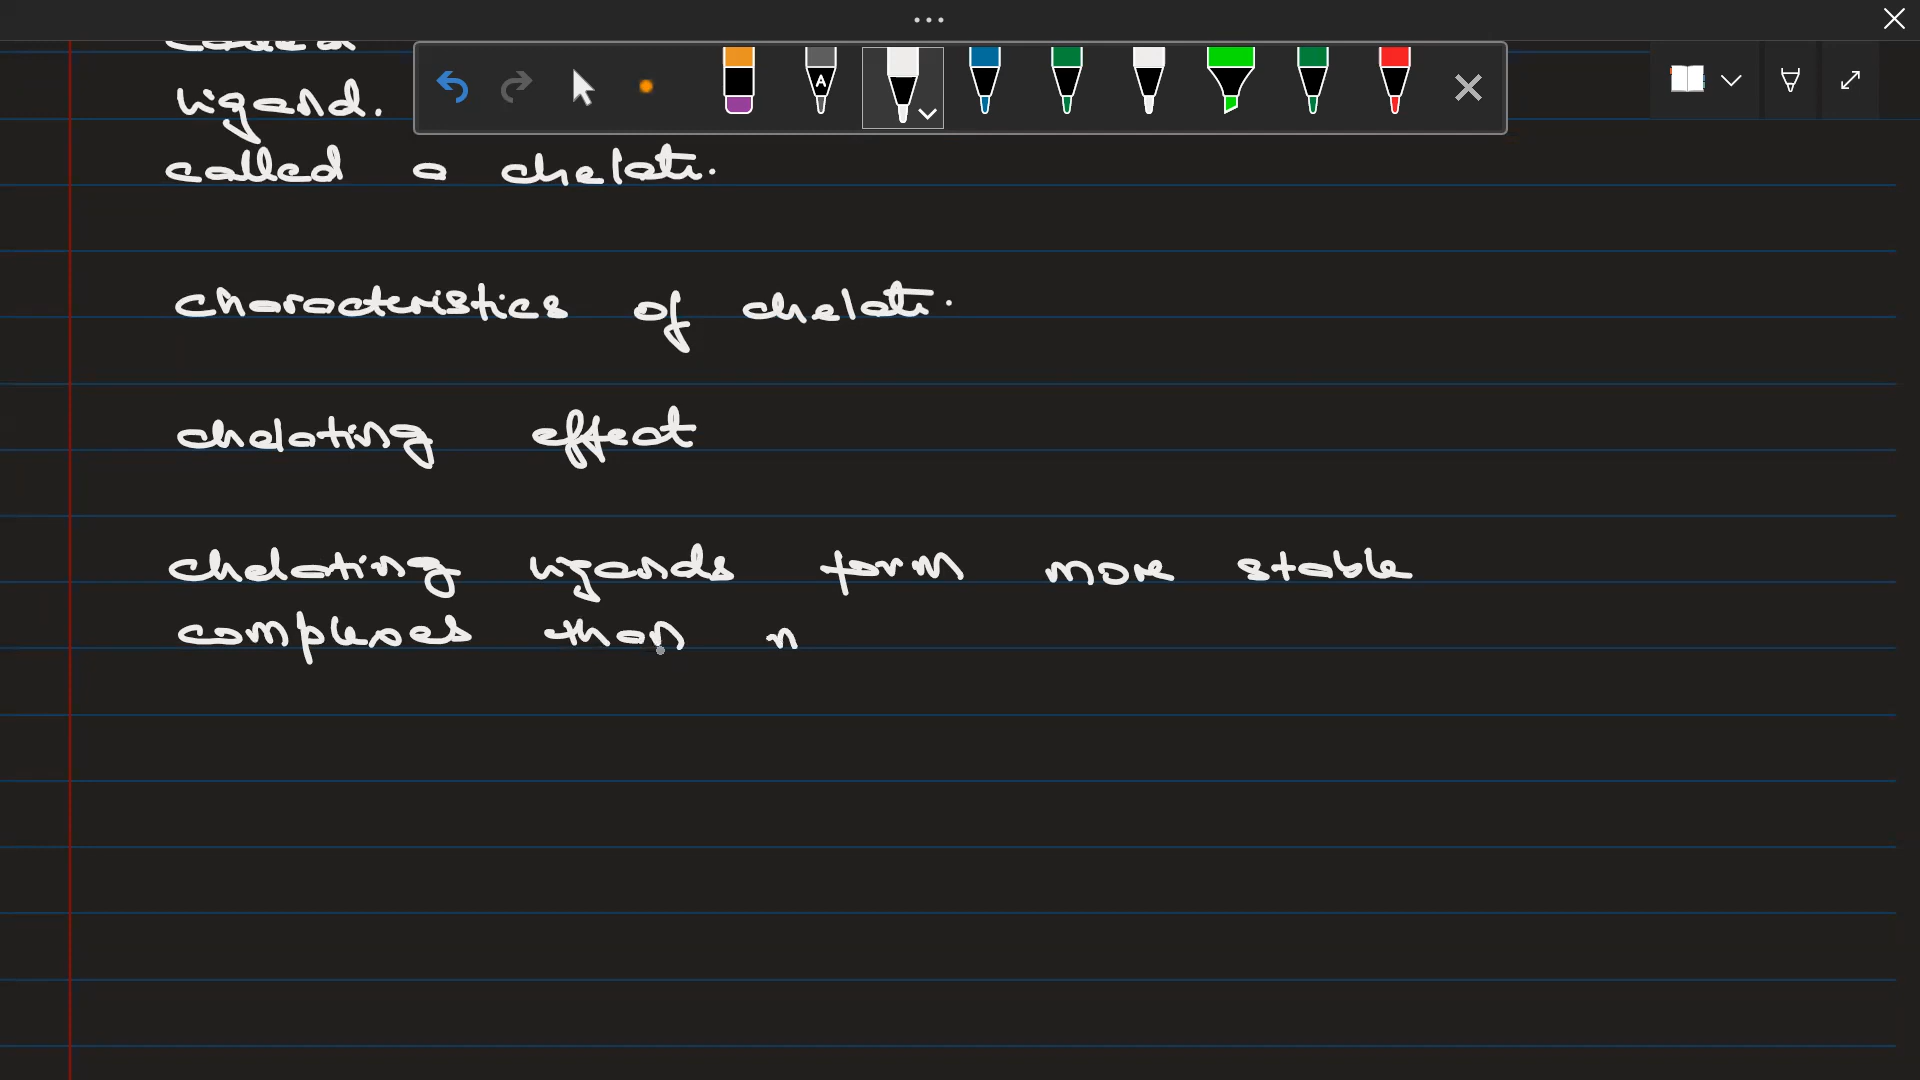 ligand.
called a chelate.
characteristics of chelate.
chelating effect
chelating ligands form more stable
complexes than n